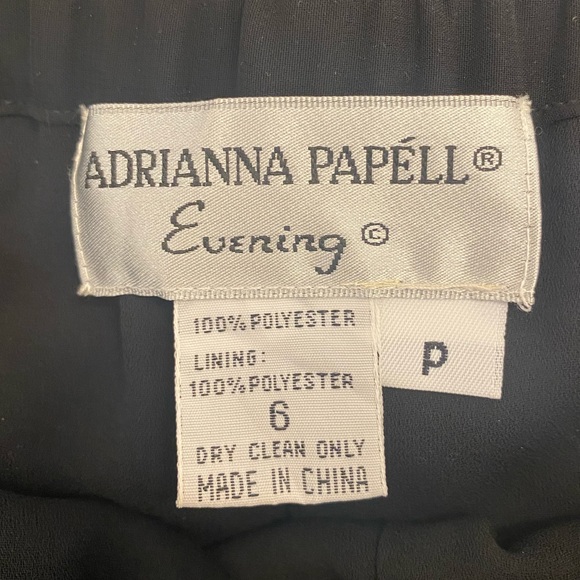 ADRIANNA PAPÉLL®
Evening ©
100% POLYESTER
LINING:
100% POLYESTER
6
DRY CLEAN ONLY
MADE IN CHINA
P